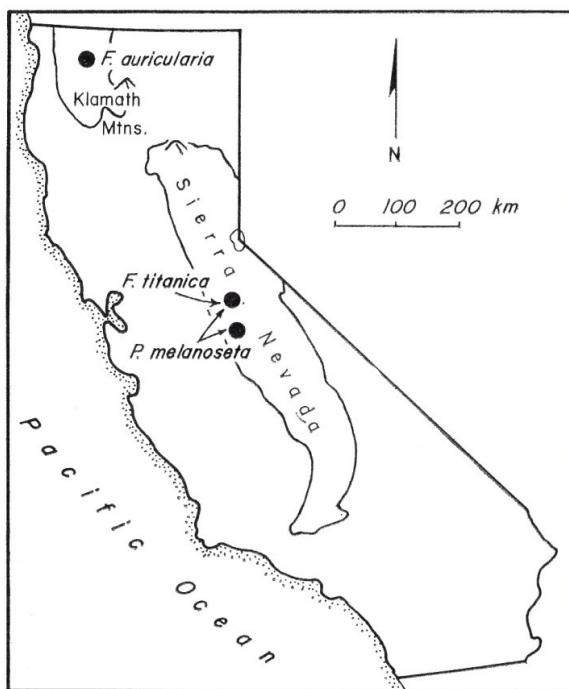 F. auricularia
Klamath
Mtns.
N
0 100 200 km
Sierra
Nevada
F. titanica
P. melanoseta
Pacific Ocean